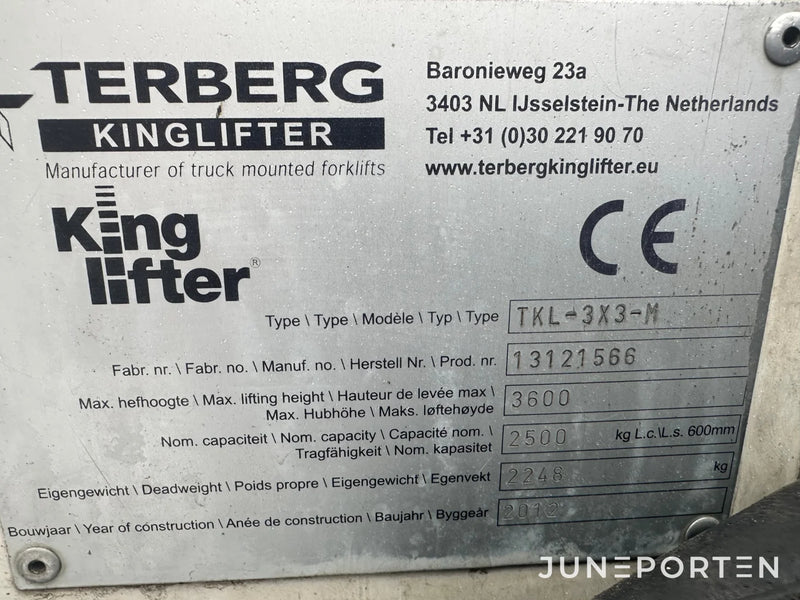 TERBERG
KINGLIFTER
Manufacturer of truck mounted forklifts
Baronieweg 23a
3403 NL IJsselstein-The Netherlands
Tel +31 (0)30 221 90 70
www.terbergkinglifter.eu
King
lifter®
CE
Type \ Type \ Modèle \ Typ \ Type TKL-3X3-M
Fabr. nr. \ Fabr. no. \ Manuf. no. \ Herstell Nr. \ Prod. nr. 13121566
Max. hefhoogte \ Max. lifting height \ Hauteur de levée max \
Max. Hubhöhe \ Maks. løftehøyde 3600
Nom. capaciteit \ Nom. capacity \ Capacité nom. \
Tragfähigkeit \ Nom. kapasitet 2500 kg L.c.\L.s. 600mm
Eigengewicht \ Deadweight \ Poids propre \ Eigengewicht \ Egenvekt 2248 kg
Bouwjaar \ Year of construction \ Anée de construction \ Baujahr \ Byggeår 2012
JUNEPORTEN